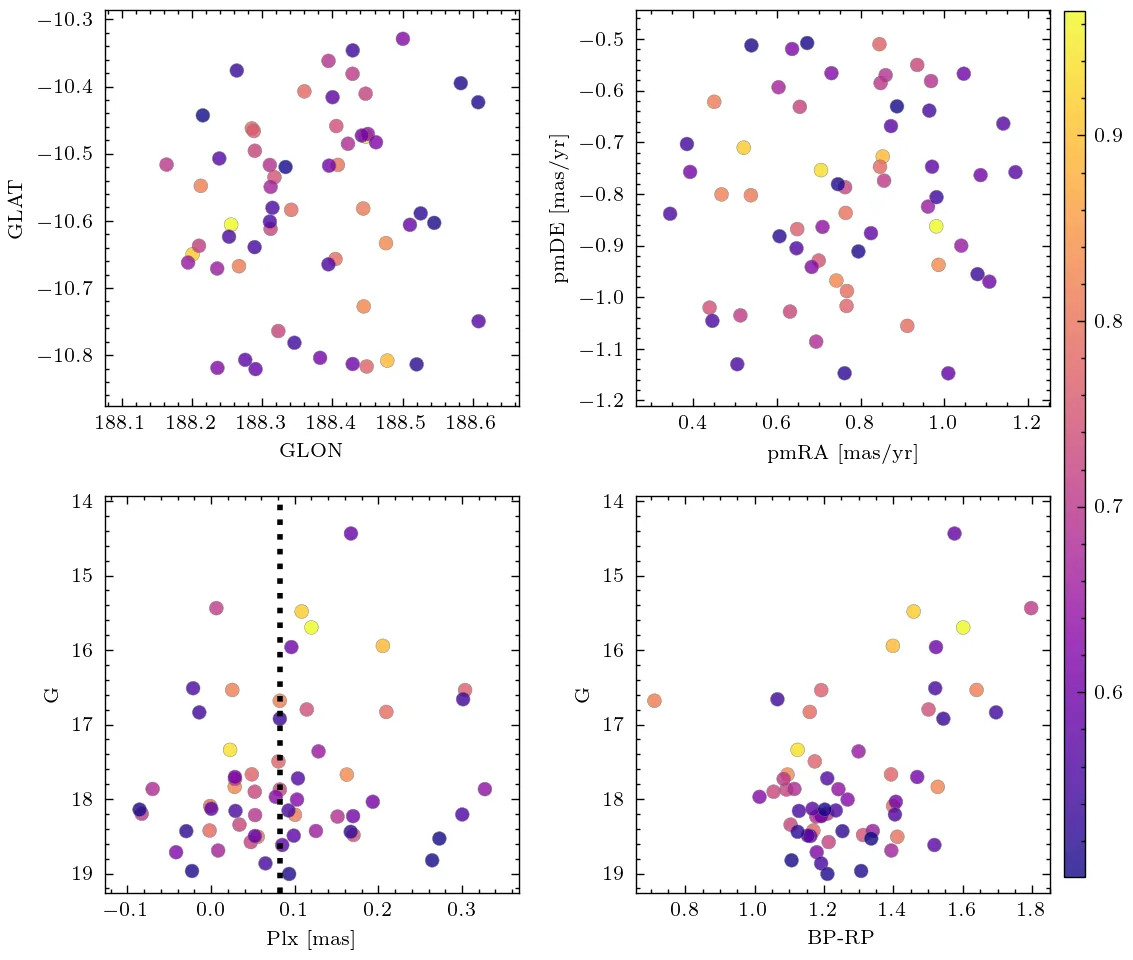 −10.3
−10.4
−10.5
−10.6
−10.7
−10.8
GLAT
188.1 188.2 188.3 188.4 188.5 188.6
GLON
−0.5
−0.6
−0.7
−0.8
−0.9
−1.0
−1.1
−1.2
pmDE [mas/yr]
0.4 0.6 0.8 1.0 1.2
pmRA [mas/yr]
0.9
0.8
0.7
0.6
14
15
16
17
18
19
G
−0.1 0.0 0.1 0.2 0.3
Plx [mas]
14
15
16
17
18
19
G
0.8 1.0 1.2 1.4 1.6 1.8
BP-RP